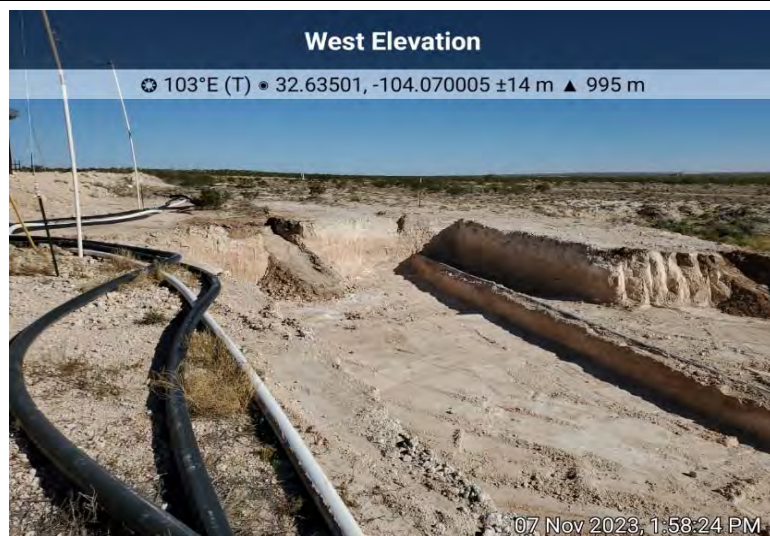 West Elevation
103°E (T) ● 32.63501, -104.070005 ±14 m ▲ 995 m
07 Nov 2023, 1:58:24 PM